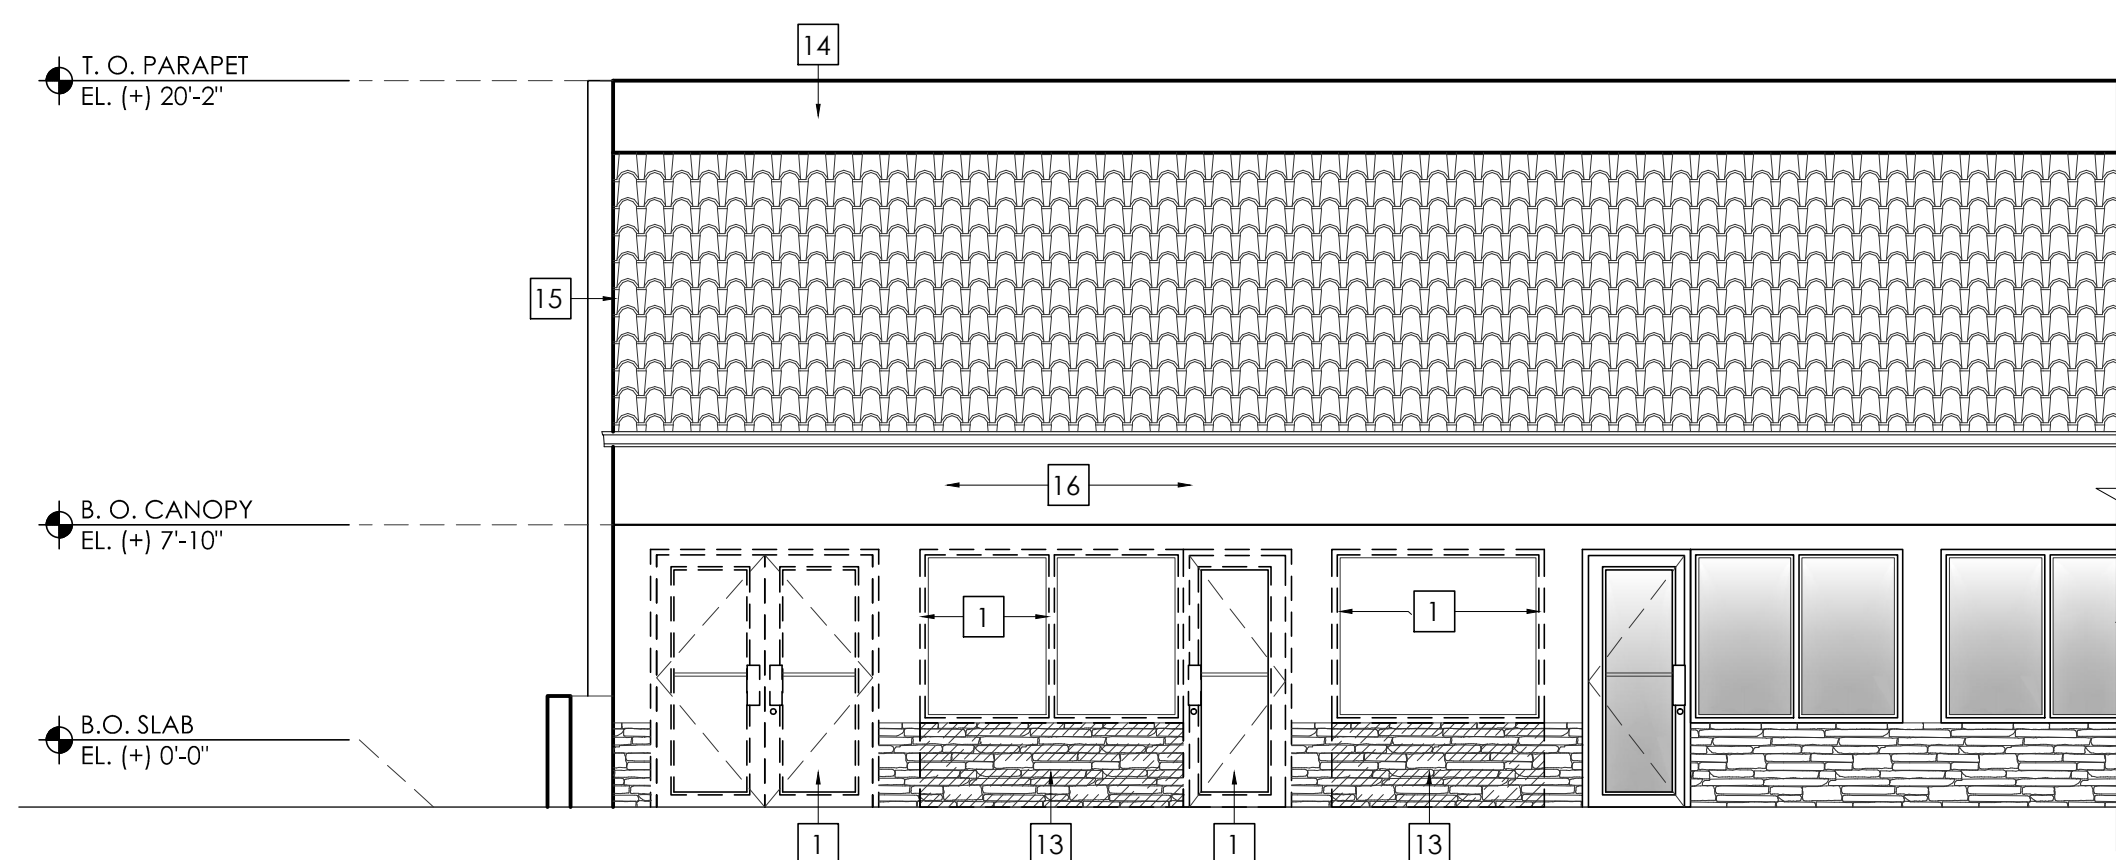 14
T. O. PARAPET
EL. (+) 20'-2"
15
16
B. O. CANOPY
EL. (+) 7'-10"
1
1
B.O. SLAB
EL. (+) 0'-0"
1
13
1
13